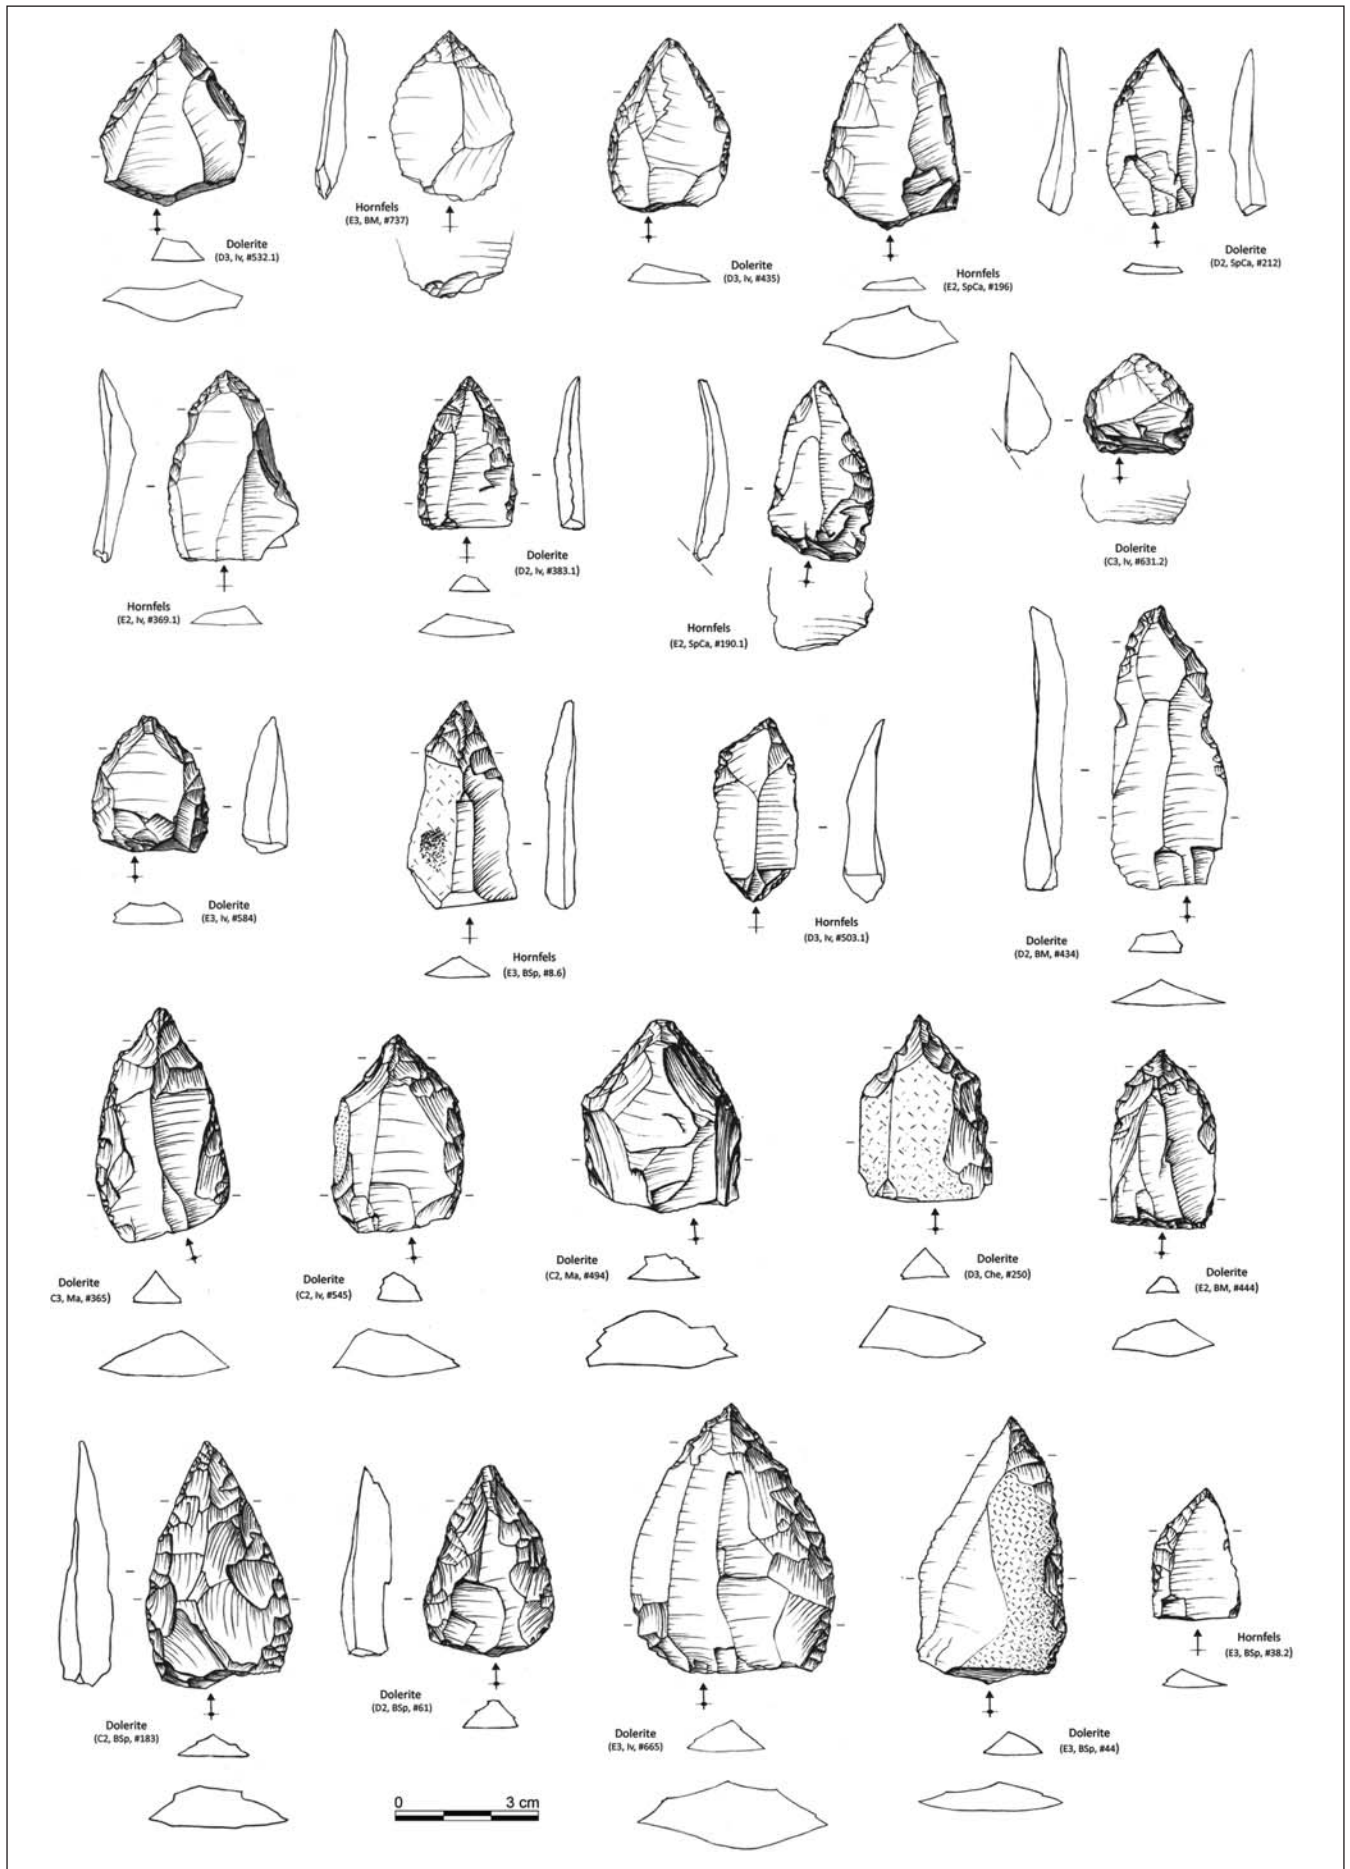 Dolerite
(D3, Iv, #532.1)
Hornfels
(E3, BM, #737)
Dolerite
(D3, Iv, #435)
Hornfels
(E2, SpCa, #196)
Dolerite
(D2, SpCa, #212)
Hornfels
(E2, Iv, #369.1)
Dolerite
(D2, Iv, #383.1)
Hornfels
(E2, SpCa, #190.1)
Dolerite
(C3, Iv, #631.2)
Dolerite
(E3, Iv, #584)
Hornfels
(E3, BSp, #8.6)
Hornfels
(D3, Iv, #503.1)
Dolerite
(D2, BM, #434)
Dolerite
C3, Ma, #365)
Dolerite
(C2, Iv, #545)
Dolerite
(C2, Ma, #494)
Dolerite
(D3, Che, #250)
Dolerite
(E2, BM, #444)
Dolerite
(C2, BSp, #183)
Dolerite
(D2, BSp, #61)
Dolerite
(E3, Iv, #665)
Dolerite
(E3, BSp, #44)
Hornfels
(E3, BSp, #38.2)
0 3 cm